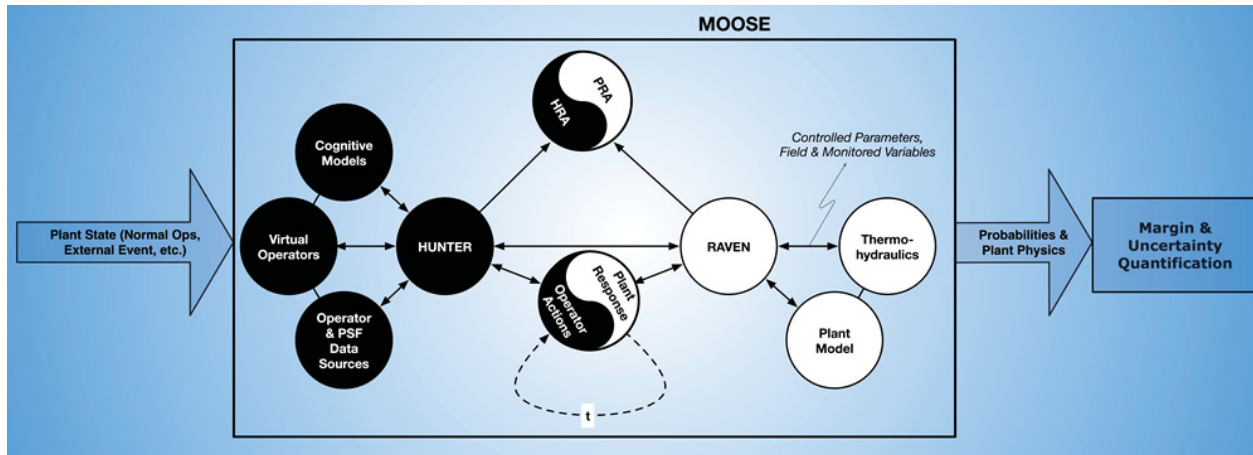 MOOSE
Plant State (Normal Ops,
External Event, etc.)
Cognitive
Models
Virtual
Operators
Operator
& PSF
Data
Sources
HUNTER
HRA
PRA
Operator
Actions
Plant
Response
t
RAVEN
Controlled Parameters,
Field & Monitored Variables
Thermo-
hydraulics
Plant
Model
Probabilities &
Plant Physics
Margin &
Uncertainty
Quantification